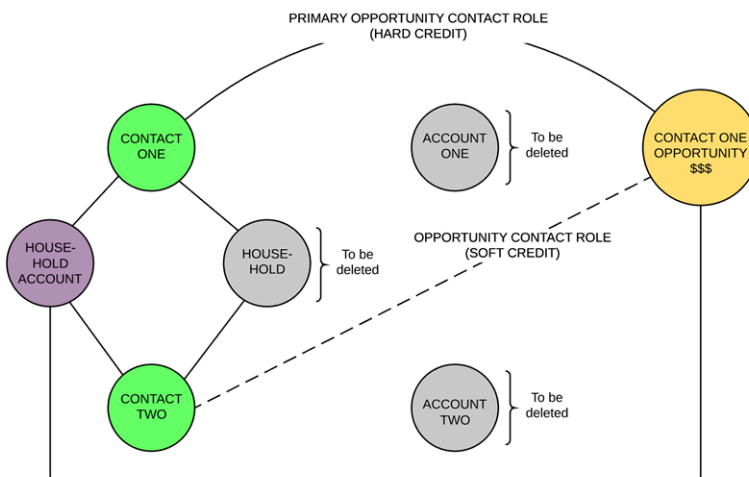 PRIMARY OPPORTUNITY CONTACT ROLE
(HARD CREDIT)
CONTACT
ONE
ACCOUNT
ONE
To be
deleted
CONTACT ONE
OPPORTUNITY
$$$
HOUSE-
HOLD
ACCOUNT
HOUSE-
HOLD
To be
deleted
OPPORTUNITY CONTACT ROLE
(SOFT CREDIT)
CONTACT
TWO
ACCOUNT
TWO
To be
deleted